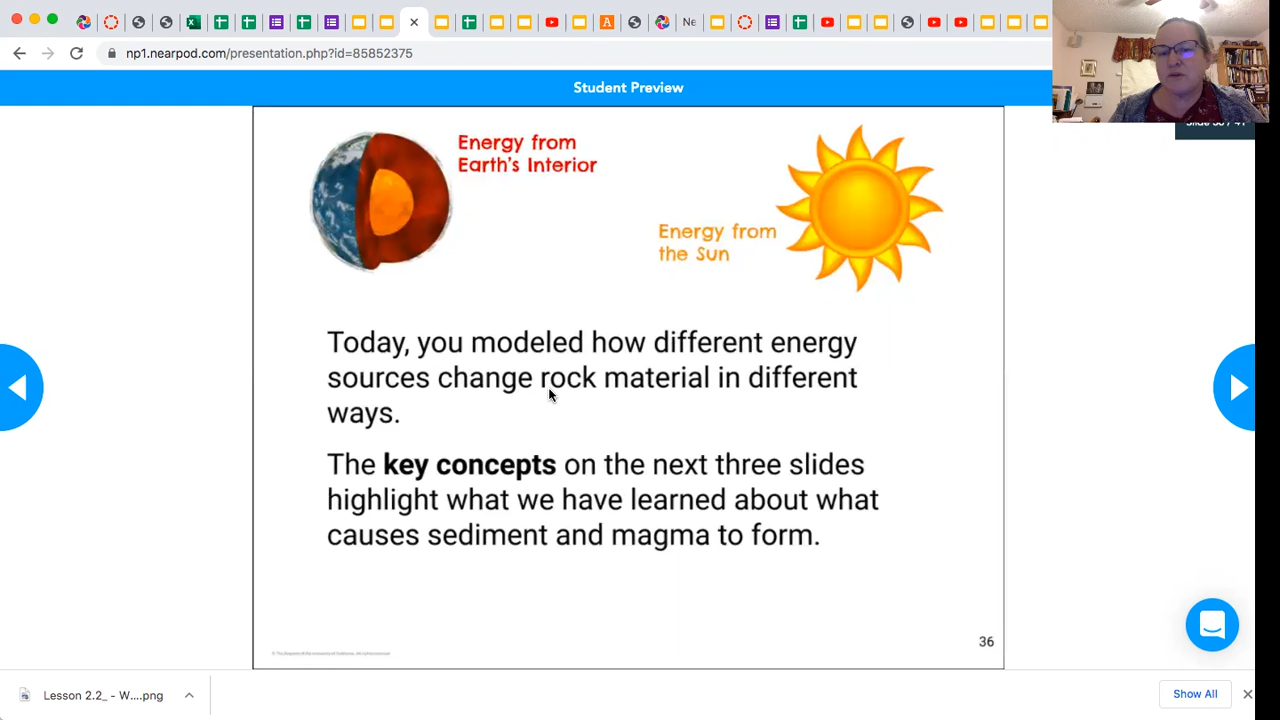 Ne
np1.nearpod.com/presentation.php?id=85852375
Student Preview
Energy from
Earth's Interior
Energy from
the Sun
Today, you modeled how different energy
sources change rock material in different
ways.
The key concepts on the next three slides
highlight what we have learned about what
causes sediment and magma to form.
36
Lesson 2.2_ - W....png
Show All